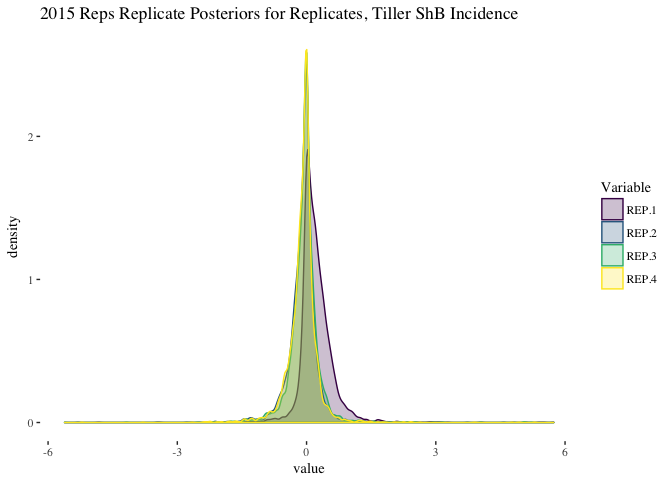 2015 Reps Replicate Posteriors for Replicates, Tiller ShB Incidence
2
1
0
density
-6
-3
0
3
6
value
Variable
REP.1
REP.2
REP.3
REP.4